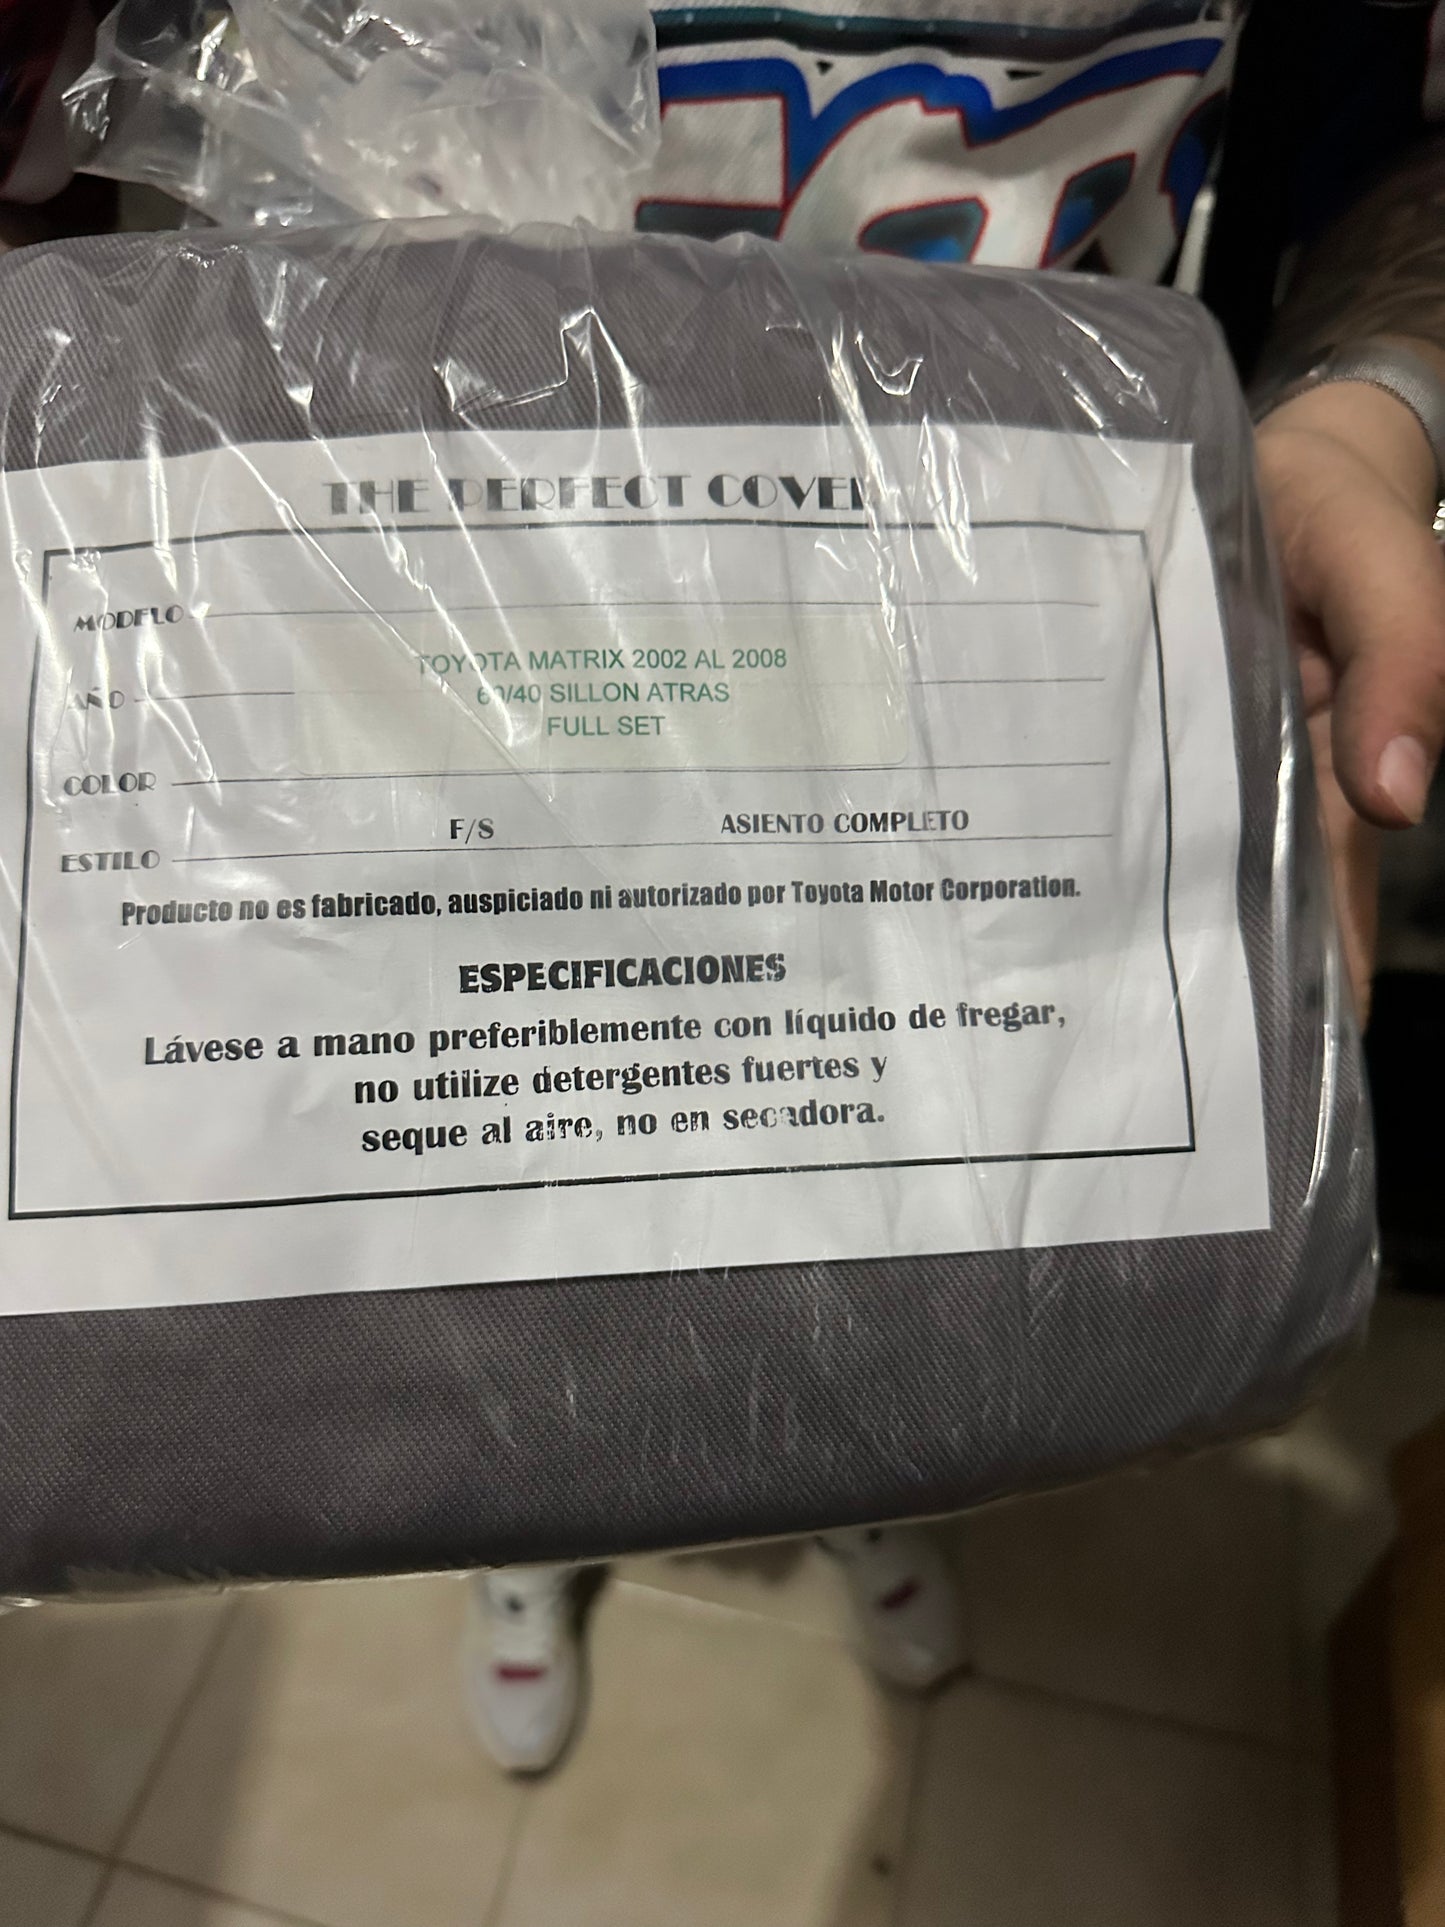 THE PERFECT COVER
MODELO
TOYOTA MATRIX 2002 AL 2008
AÑO
60/40 SILLON ATRAS
FULL SET
COLOR
F/S ASIENTO COMPLETO
ESTILO
Producto no es fabricado, auspiciado ni autorizado por Toyota Motor Corporation.
ESPECIFICACIONES
Lávese a mano preferiblemente con líquido de fregar,
no utilize detergentes fuertes y
seque al aire, no en secadora.